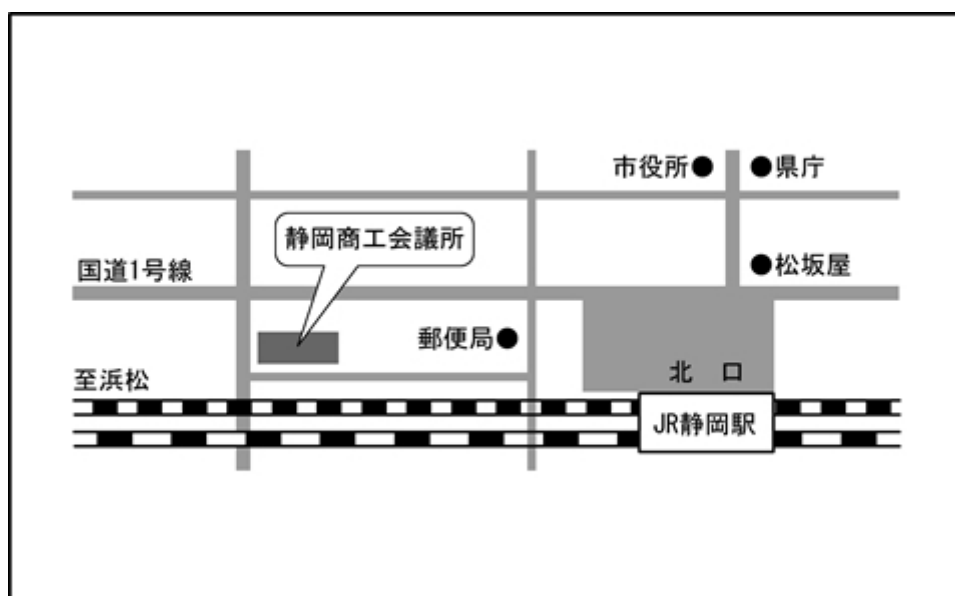 市役所
県庁
静岡商工会議所
国道1号線
松坂屋
郵便局
至浜松
北 口
JR静岡駅